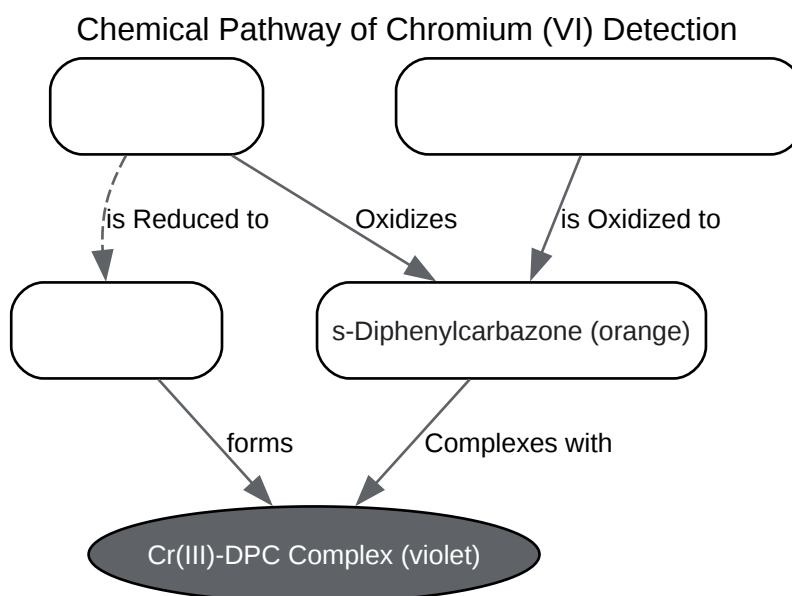 Chemical Pathway of Chromium (VI) Detection
is Reduced to
Oxidizes
is Oxidized to
s-Diphenylcarbazone (orange)
forms
Complexes with
Cr(III)-DPC Complex (violet)